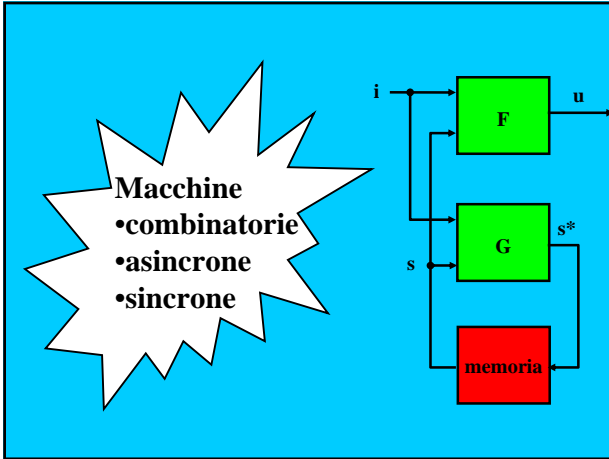 Macchine
•combinatorie
•asincrone
•sincrone
i
F
u
s
G
s*
memoria